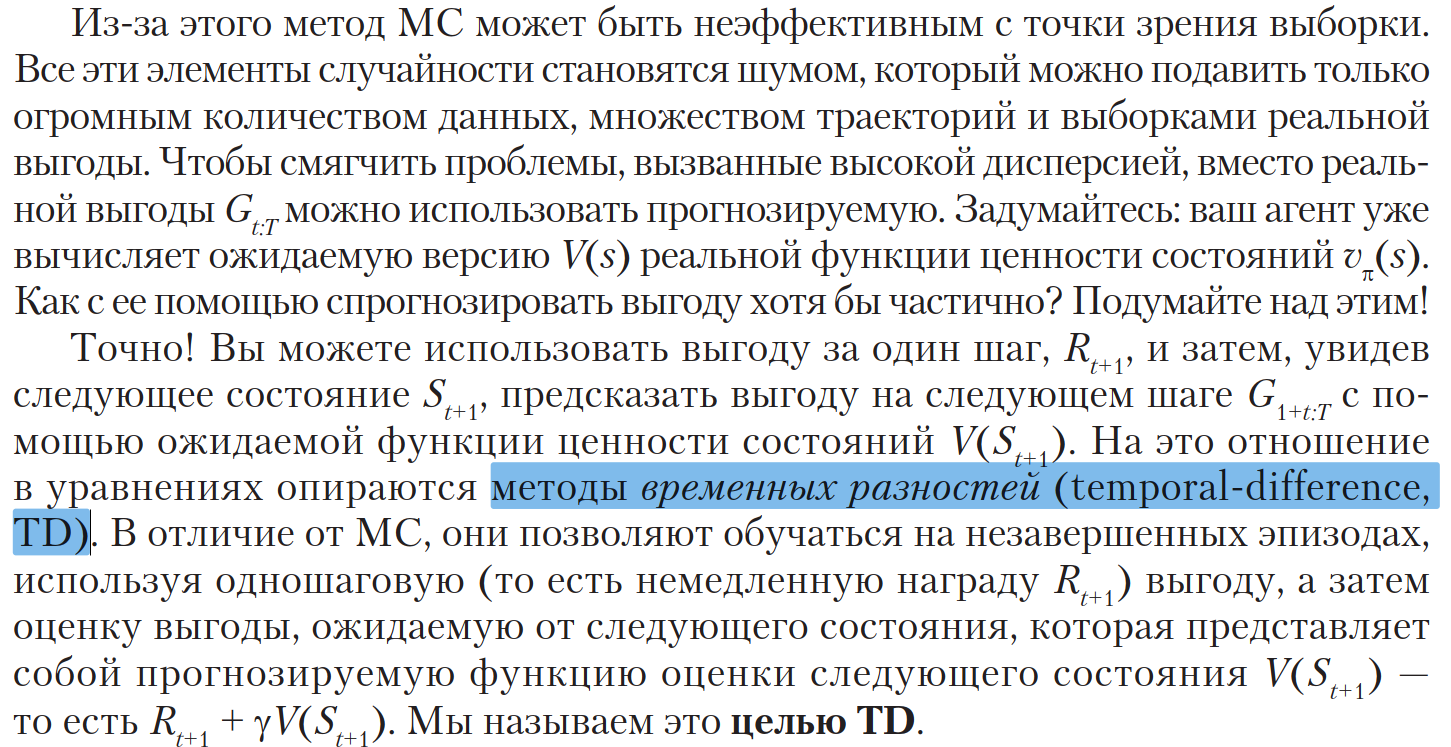 Из-за этого метод МС может быть неэффективным с точки зрения выборки.
Все эти элементы случайности становятся шумом, который можно подавить только
огромным количеством данных, множеством траекторий и выборками реальной
выгоды. Чтобы смягчить проблемы, вызванные высокой дисперсией, вместо реаль-
ной выгоды G_{t:T} можно использовать прогнозируемую. Задумайтесь: ваш агент уже
вычисляет ожидаемую версию V(s) реальной функции ценности состояний v_π(s).
Как с ее помощью спрогнозировать выгоду хотя бы частично? Подумайте над этим!
Точно! Вы можете использовать выгоду за один шаг, R_{t+1}, и затем, увидев
следующее состояние S_{t+1}, предсказать выгоду на следующем шаге G_{1+t:T} с по-
мощью ожидаемой функции ценности состояний V(S_{t+1}). На это отношение
в уравнениях опираются методы временных разностей (temporal-difference,
TD). В отличие от МС, они позволяют обучаться на незавершенных эпизодах,
используя одношаговую (то есть немедленную награду R_{t+1}) выгоду, а затем
оценку выгоды, ожидаемую от следующего состояния, которая представляет
собой прогнозируемую функцию оценки следующего состояния V(S_{t+1}) —
то есть R_{t+1} + γV(S_{t+1}). Мы называем это целью TD.